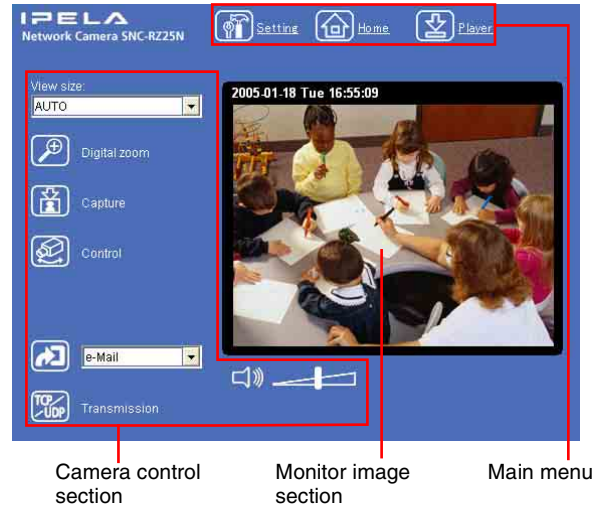 IPELA
Network Camera SNC-RZ25N
Setting
Home
Player
View size:
AUTO
2005-01-18 Tue 16:55:09
Digital zoom
Capture
Control
e-Mail
TCP
UDP
Transmission
Camera control
section
Monitor image
section
Main menu